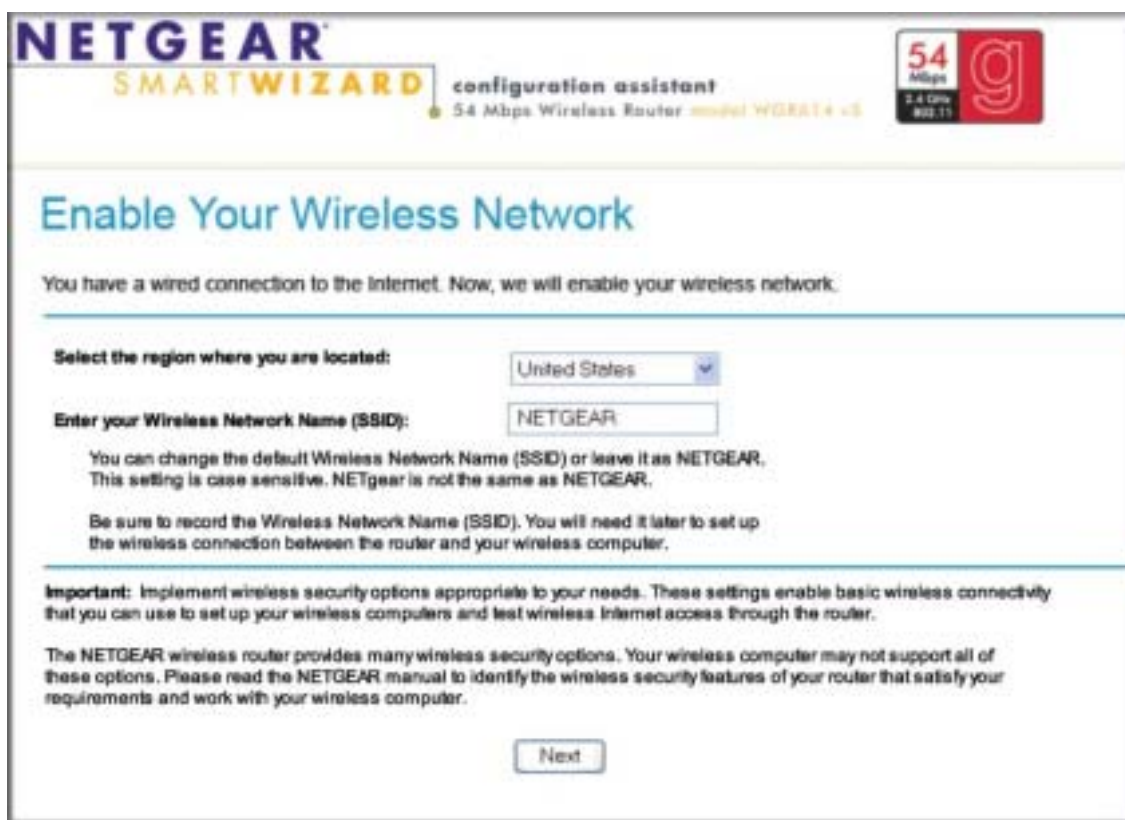 NETGEAR
SMARTWIZARD
configuration assistant
54 Mbps Wireless Router model WGR614 v5
54
Mbps
2.4 GHz
802.11
g
Enable Your Wireless Network
You have a wired connection to the Internet. Now, we will enable your wireless network.
Select the region where you are located:
United States
Enter your Wireless Network Name (SSID):
NETGEAR
You can change the default Wireless Network Name (SSID) or leave it as NETGEAR.
This setting is case sensitive. NETgear is not the same as NETGEAR.
Be sure to record the Wireless Network Name (SSID). You will need it later to set up
the wireless connection between the router and your wireless computer.
Important: Implement wireless security options appropriate to your needs. These settings enable basic wireless connectivity
that you can use to set up your wireless computers and test wireless Internet access through the router.
The NETGEAR wireless router provides many wireless security options. Your wireless computer may not support all of
these options. Please read the NETGEAR manual to identify the wireless security features of your router that satisfy your
requirements and work with your wireless computer.
Next